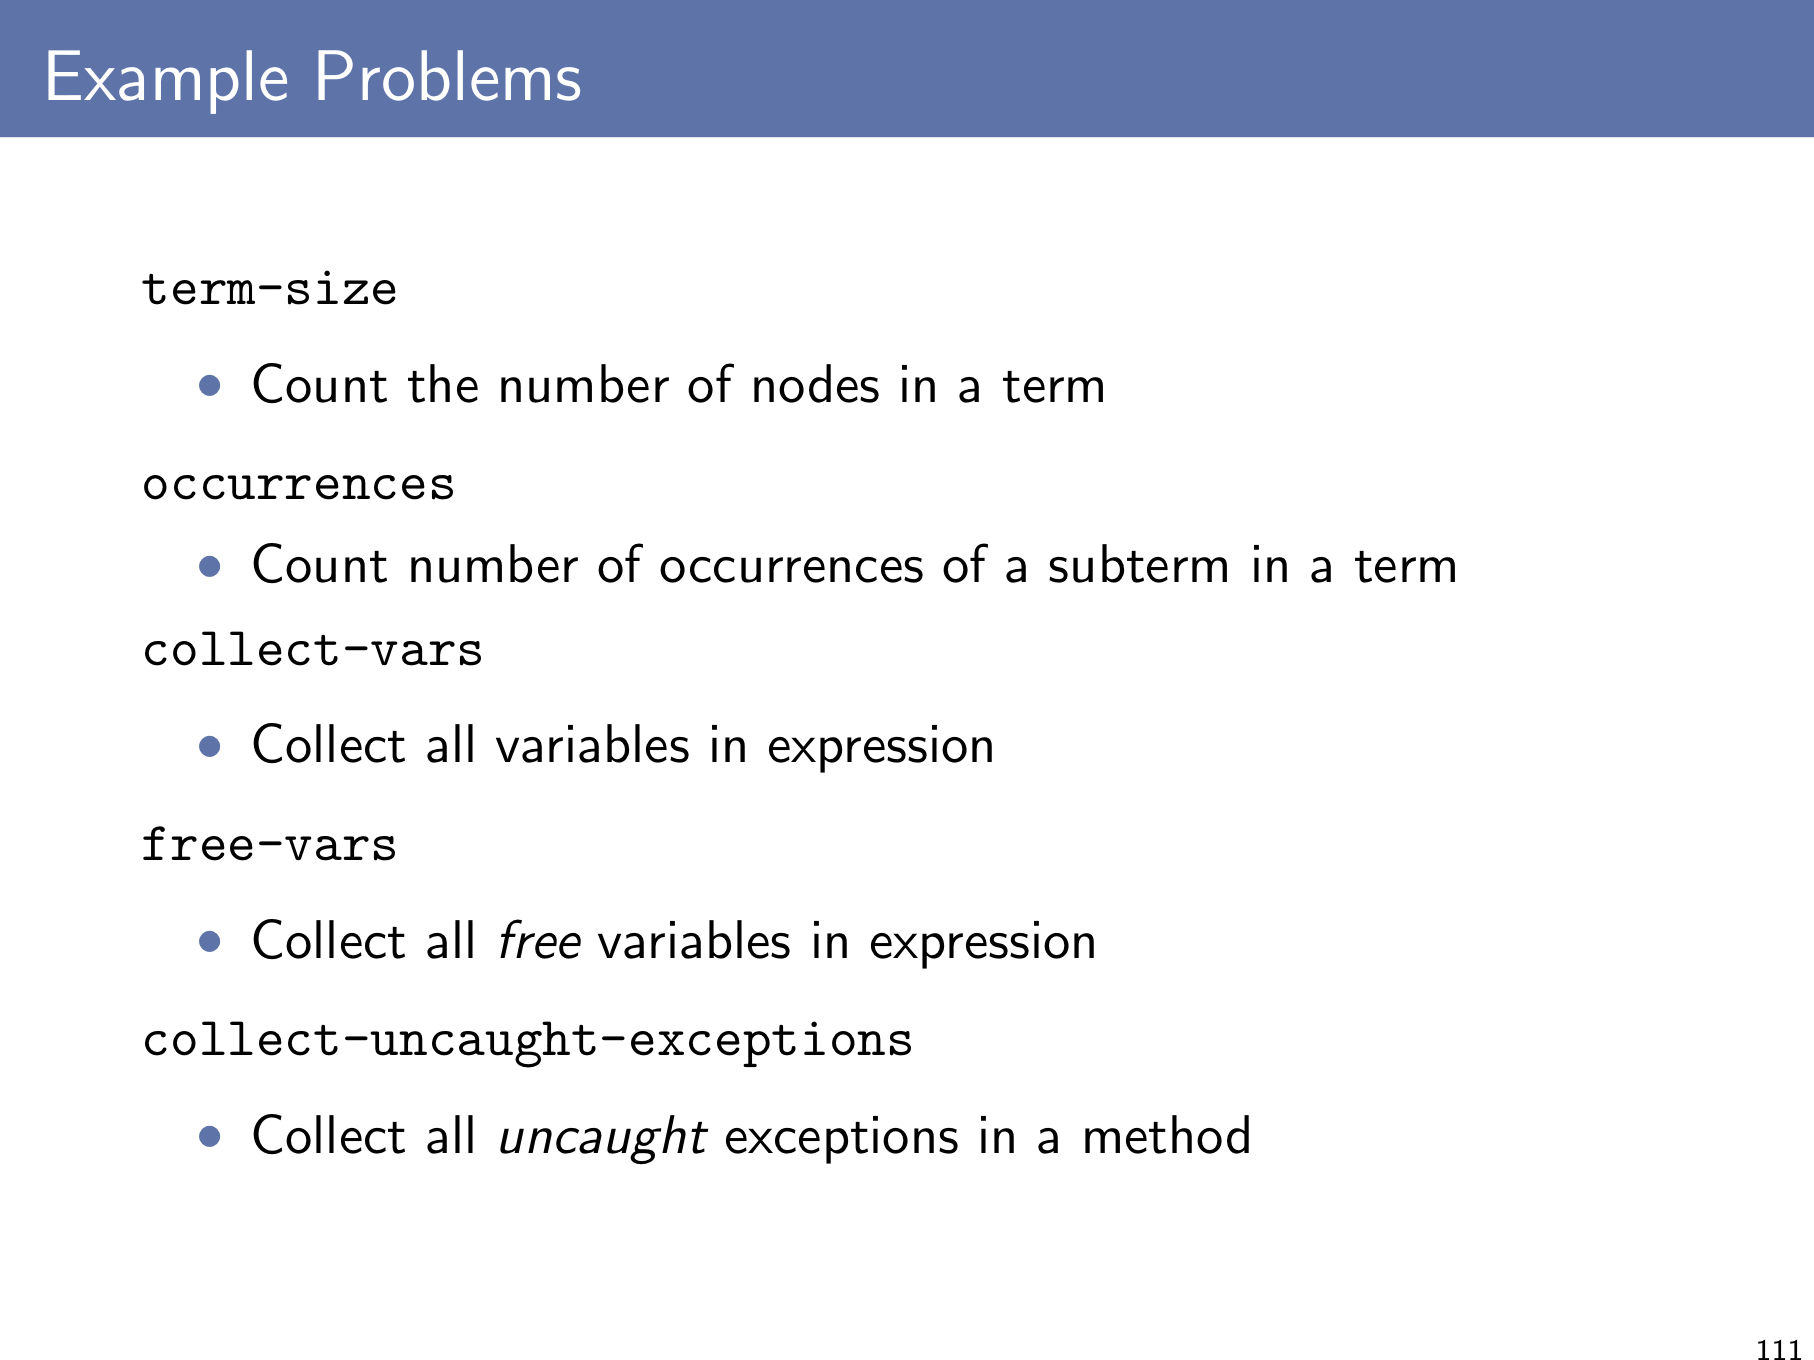 Example Problems
term-size
• Count the number of nodes in a term
occurrences
• Count number of occurrences of a subterm in a term
collect-vars
• Collect all variables in expression
free-vars
• Collect all free variables in expression
collect-uncaught-exceptions
• Collect all uncaught exceptions in a method
111